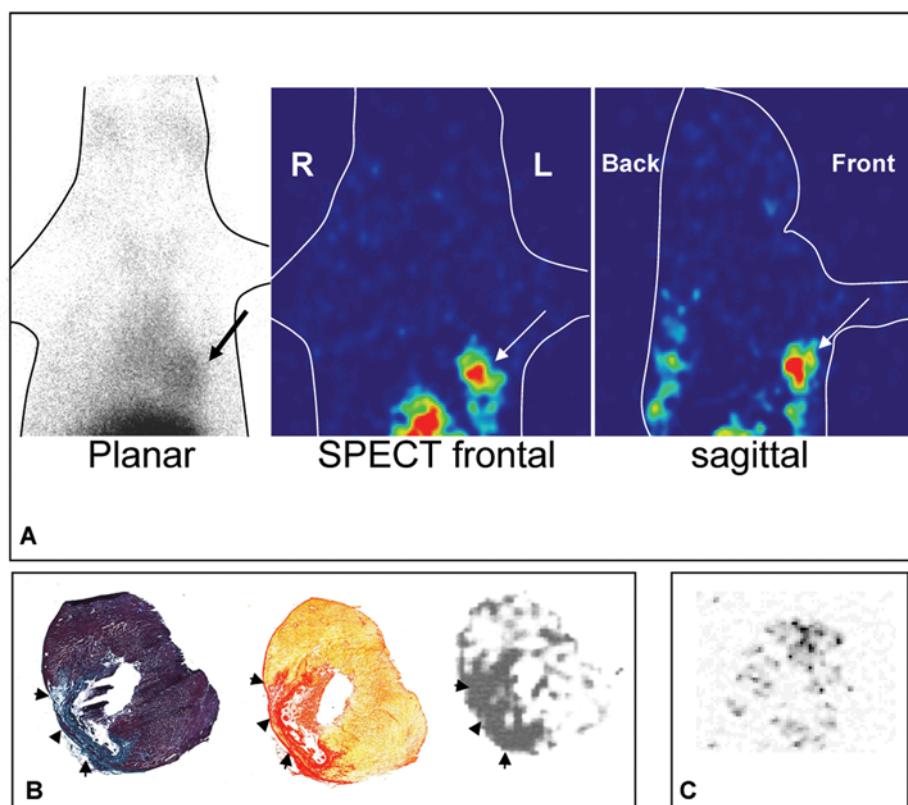 R
L
Back
Front
Planar
SPECT frontal
sagittal
A
B
C